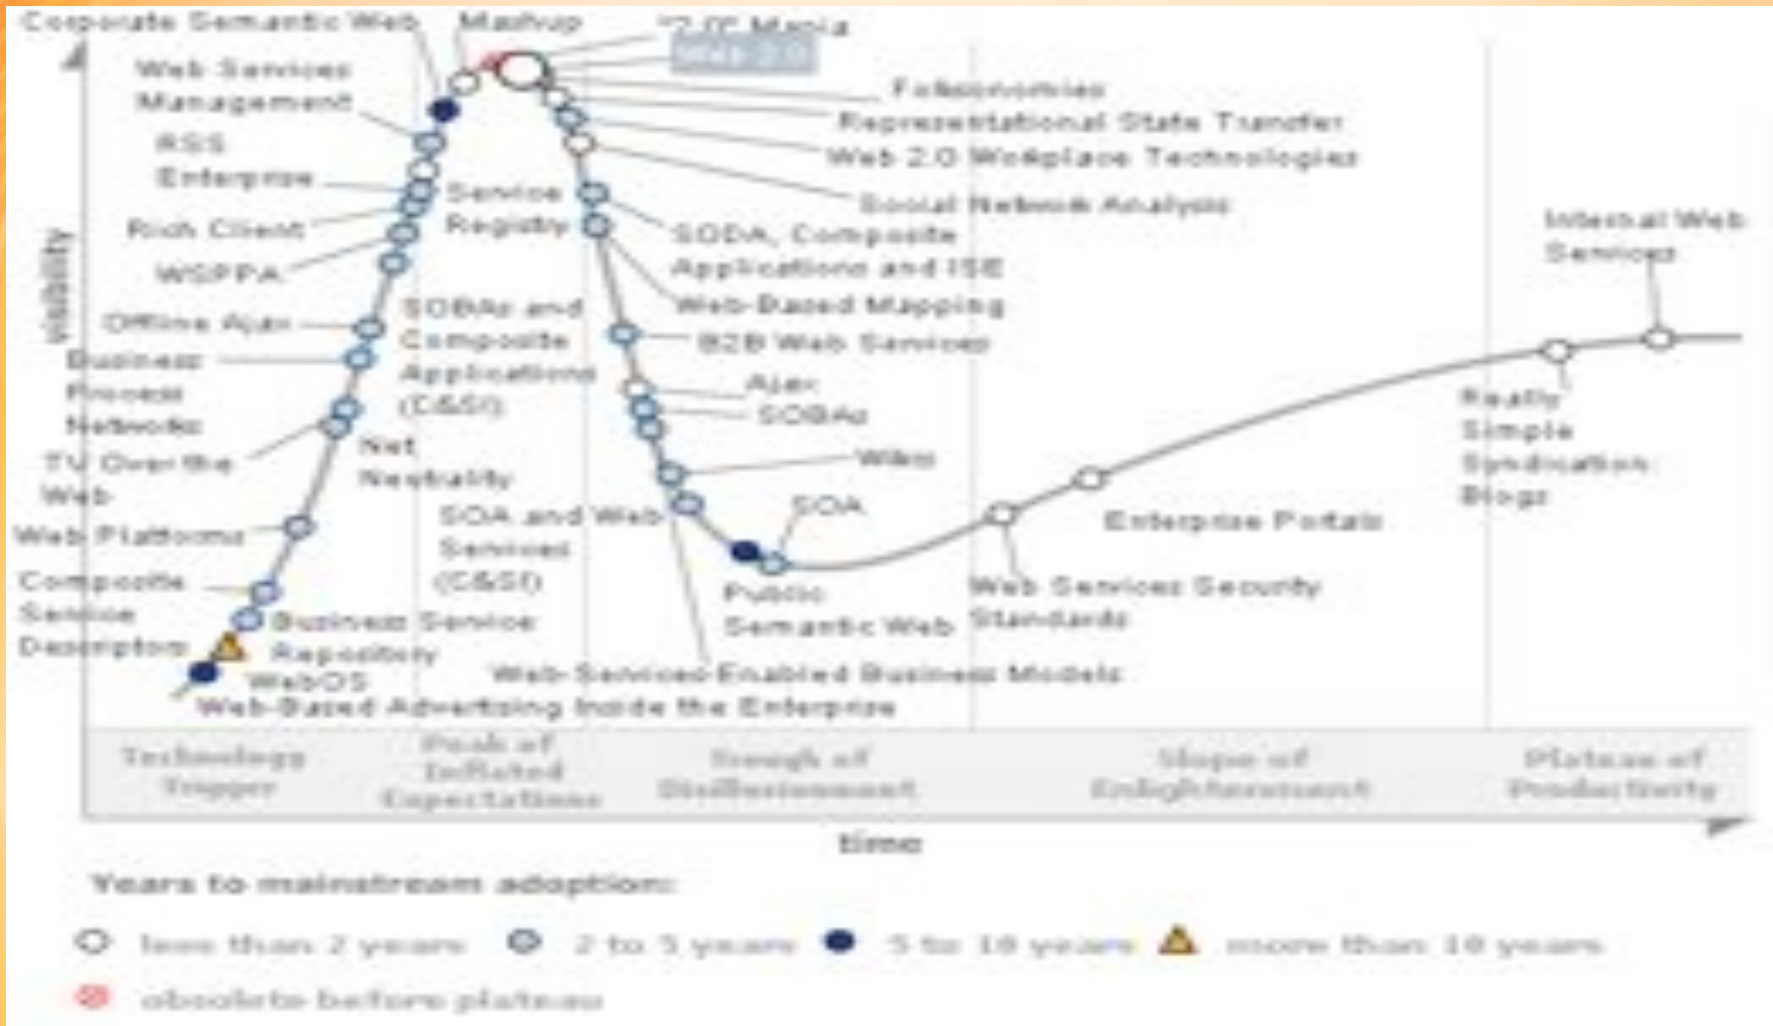 Corporate Semantic Web
Mashup
"2.0" Mania
Web 2.0
Web Services
Management
RSS
Enterprise
Rich Client
WSPPA
Offline Ajax
Business
Process
Networks
TV Over the
Web
Web Platforms
Composite
Service
Descriptors
Service
Registry
SOBAs and
Composite
Applications
(C&SI)
Net
Neutrality
SOA and Web
Services
(C&SI)
Business Service
Repository
WebOS
Web-Based Advertising Inside the Enterprise
Folksonomies
Representational State Transfer
Web 2.0 Workplace Technologies
Social Network Analysis
SODA, Composite
Applications and ISE
Web-Based Mapping
B2B Web Services
Ajax
SOBAs
Wikis
SOA
Public
Semantic Web
Web-Services-Enabled Business Models
Web Services Security
Standards
Enterprise Portals
Internal Web
Services
Really
Simple
Syndication:
Blogs
visibility
Technology
Trigger
Peak of
Inflated
Expectations
Trough of
Disillusionment
Slope of
Enlightenment
Plateau of
Productivity
time
Years to mainstream adoption:
less than 2 years
2 to 5 years
5 to 10 years
more than 10 years
obsolete before plateau